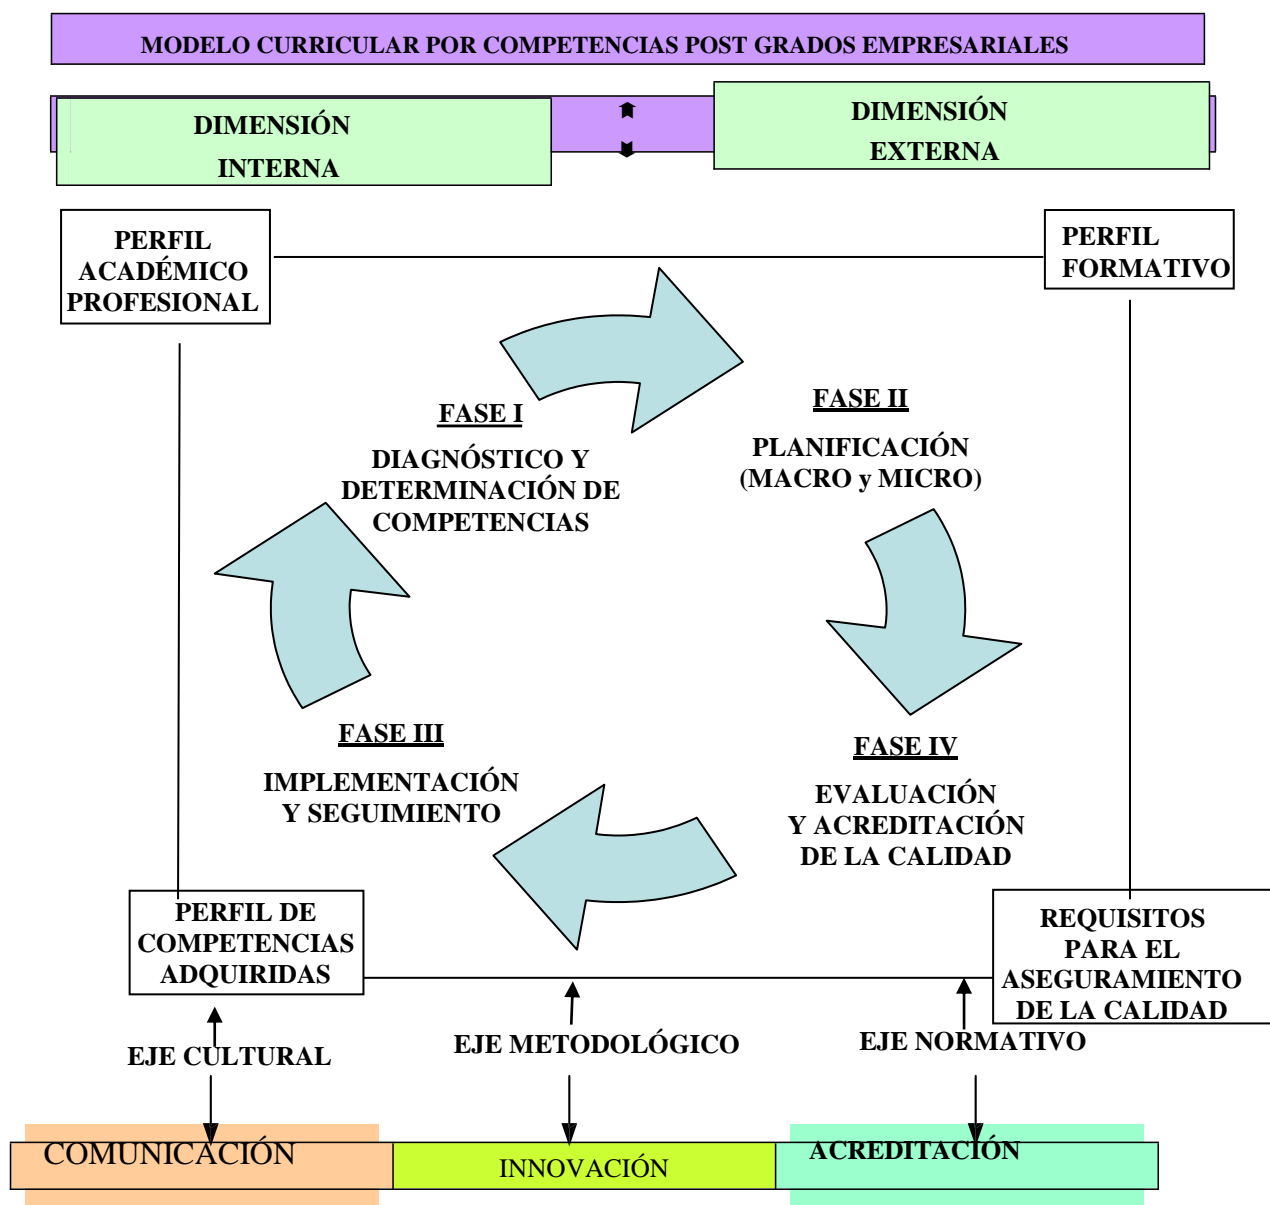 MODELO CURRICULAR POR COMPETENCIAS POST GRADOS EMPRESARIALES
DIMENSIÓN
INTERNA
DIMENSIÓN
EXTERNA
PERFIL
ACADÉMICO
PROFESIONAL
PERFIL
FORMATIVO
FASE I
DIAGNÓSTICO Y
DETERMINACIÓN DE
COMPETENCIAS
FASE II
PLANIFICACIÓN
(MACRO y MICRO)
FASE III
IMPLEMENTACIÓN
Y SEGUIMIENTO
FASE IV
EVALUACIÓN
Y ACREDITACIÓN
DE LA CALIDAD
PERFIL DE
COMPETENCIAS
ADQUIRIDAS
REQUISITOS
PARA EL
ASEGURAMIENTO
DE LA CALIDAD
EJE CULTURAL
EJE METODOLÓGICO
EJE NORMATIVO
COMUNICACIÓN
INNOVACIÓN
ACREDITACIÓN